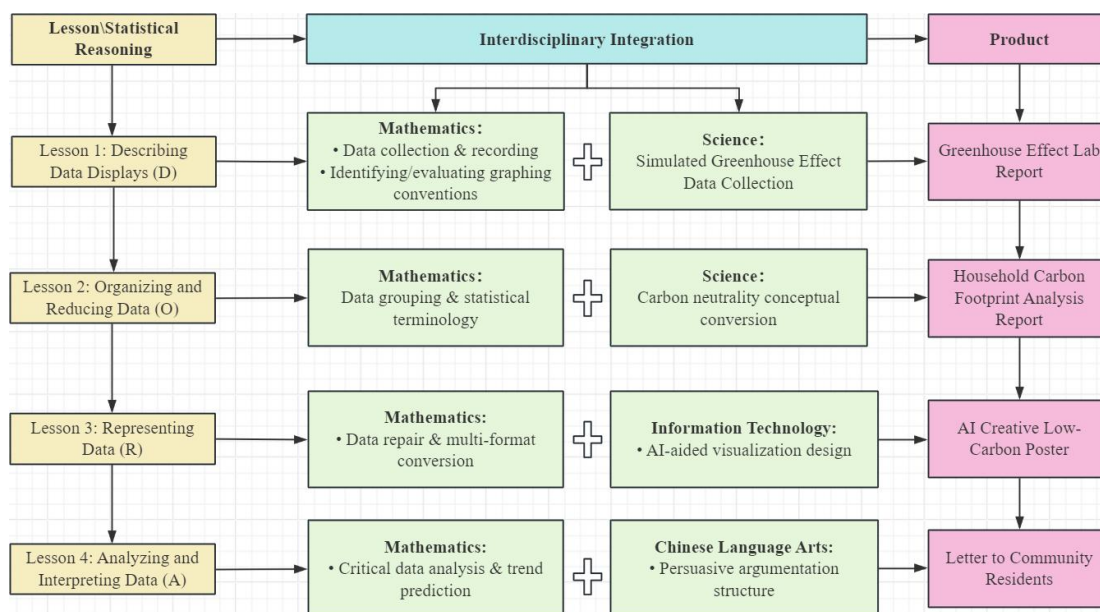 Lesson\Statistical
Reasoning
Interdisciplinary Integration
Product
Lesson 1: Describing
Data Displays (D)
Mathematics:
• Data collection & recording
• Identifying/evaluating graphing
conventions
Science:
Simulated Greenhouse Effect
Data Collection
Greenhouse Effect Lab
Report
Lesson 2: Organizing and
Reducing Data (O)
Mathematics:
Data grouping & statistical
terminology
Science:
Carbon neutrality conceptual
conversion
Household Carbon
Footprint Analysis
Report
Lesson 3: Representing
Data (R)
Mathematics:
• Data repair & multi-format
conversion
Information Technology:
• AI-aided visualization design
AI Creative Low-
Carbon Poster
Lesson 4: Analyzing and
Interpreting Data (A)
Mathematics:
• Critical data analysis & trend
prediction
Chinese Language Arts:
• Persuasive argumentation
structure
Letter to Community
Residents